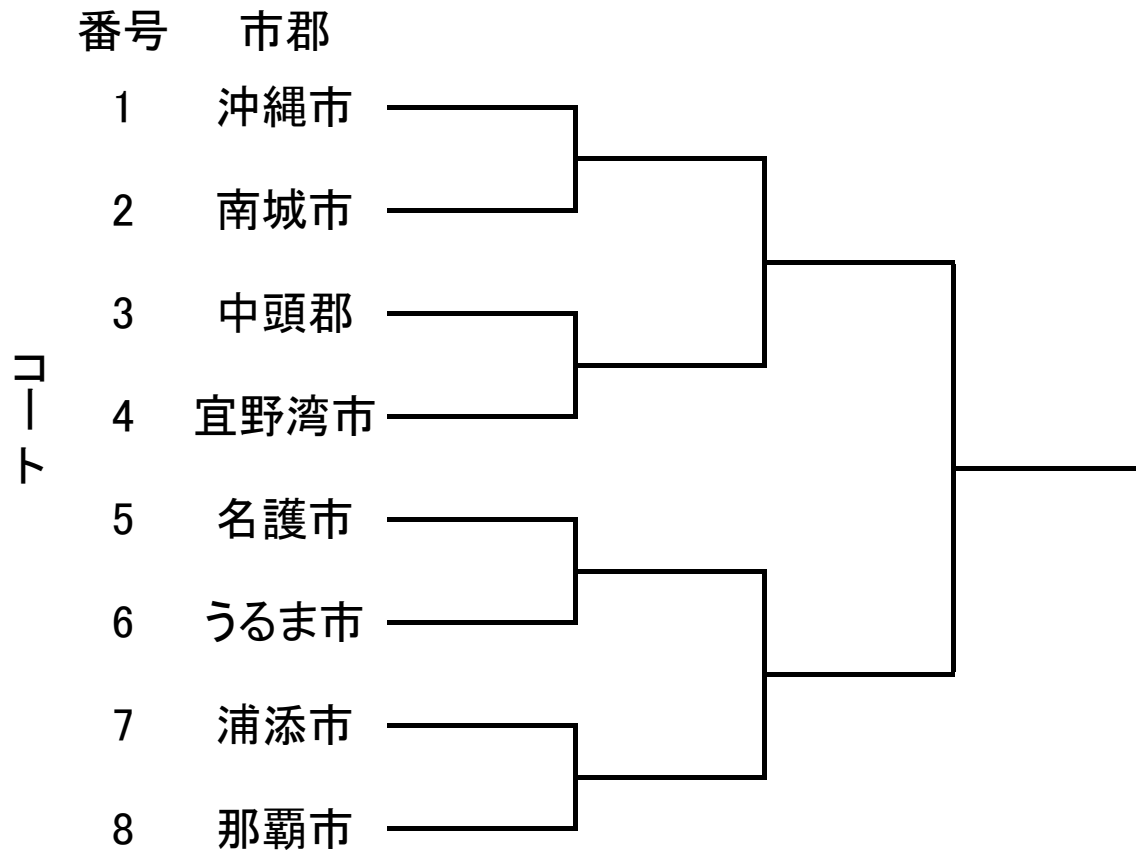 番号 市郡
1 沖縄市
2 南城市
3 中頭郡
コート
4 宜野湾市
5 名護市
6 うるま市
7 浦添市
8 那覇市